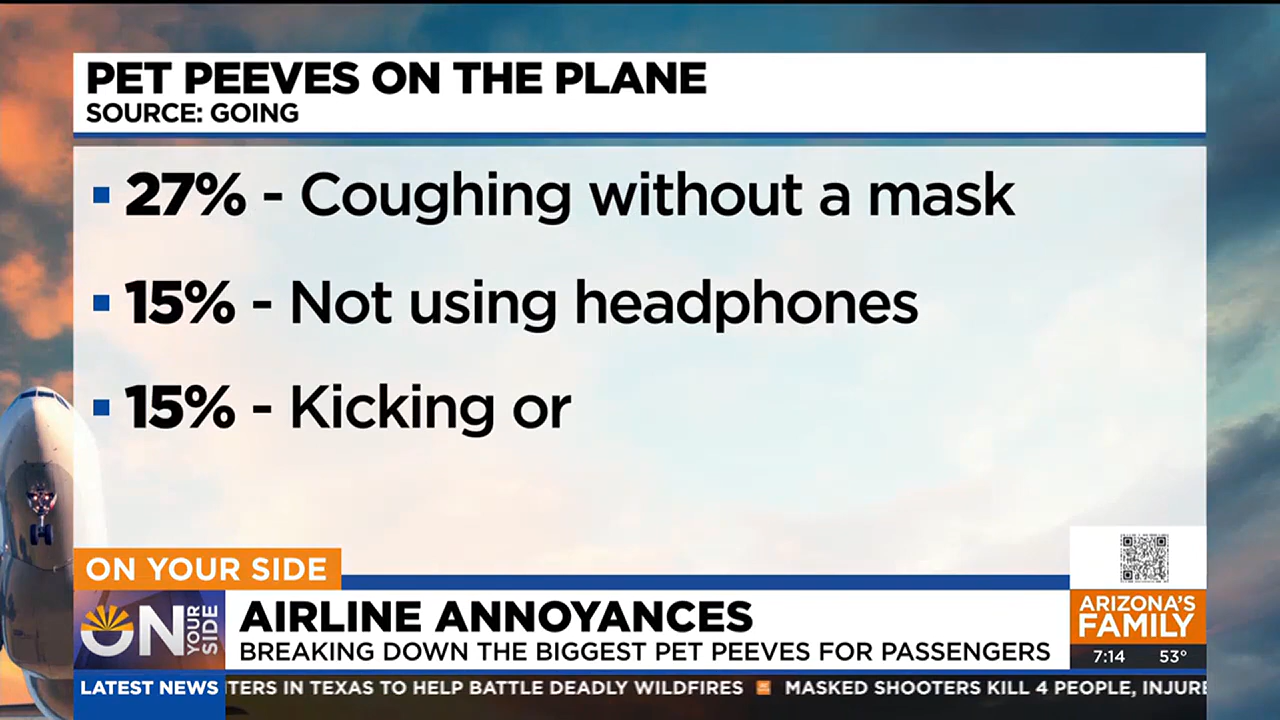 PET PEEVES ON THE PLANE
SOURCE: GOING
27% - Coughing without a mask
15% - Not using headphones
15% - Kicking or
ON YOUR SIDE
ON YOUR SIDE
AIRLINE ANNOYANCES
BREAKING DOWN THE BIGGEST PET PEEVES FOR PASSENGERS
ARIZONA'S
FAMILY
7:14 53°
LATEST NEWS
TERS IN TEXAS TO HELP BATTLE DEADLY WILDFIRES MASKED SHOOTERS KILL 4 PEOPLE, INJURE